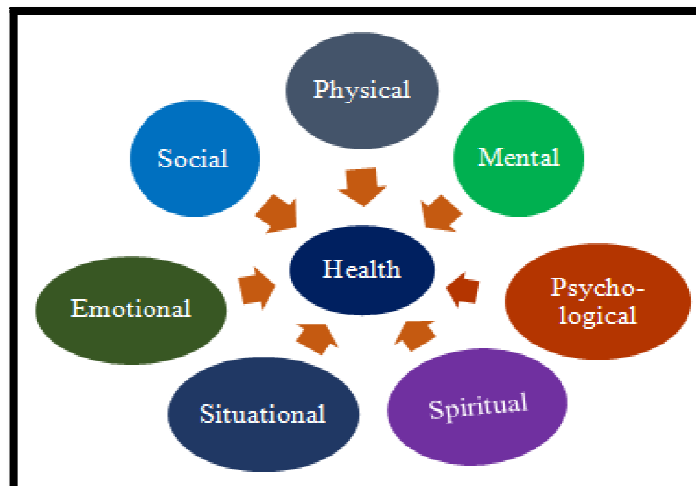 Physical
Social
Mental
Health
Emotional
Psycho-
logical
Situational
Spiritual